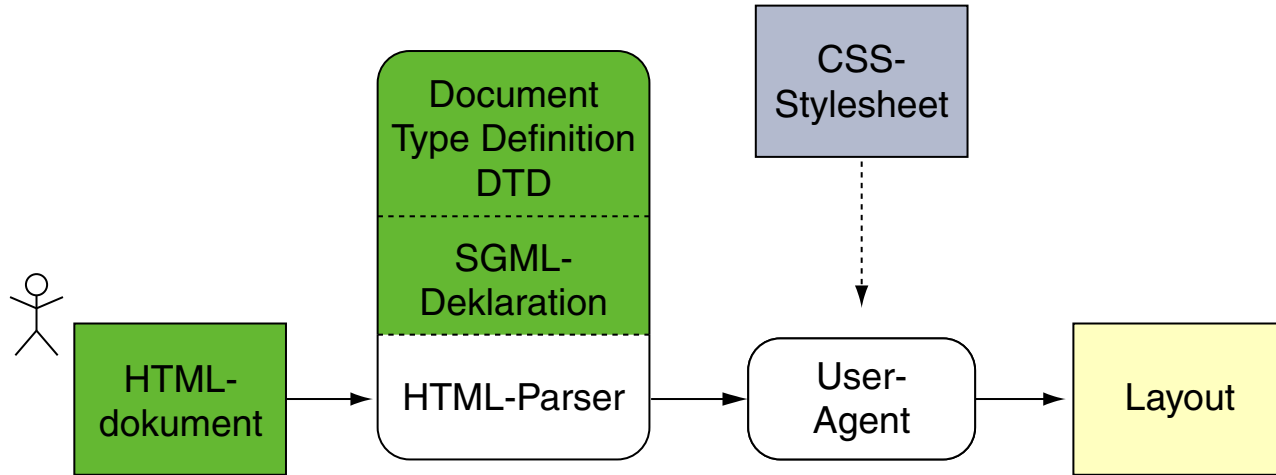 Document
Type Definition
DTD
SGML-
Deklaration
HTML-Parser
CSS-
Stylesheet
HTML-
dokument
User-
Agent
Layout